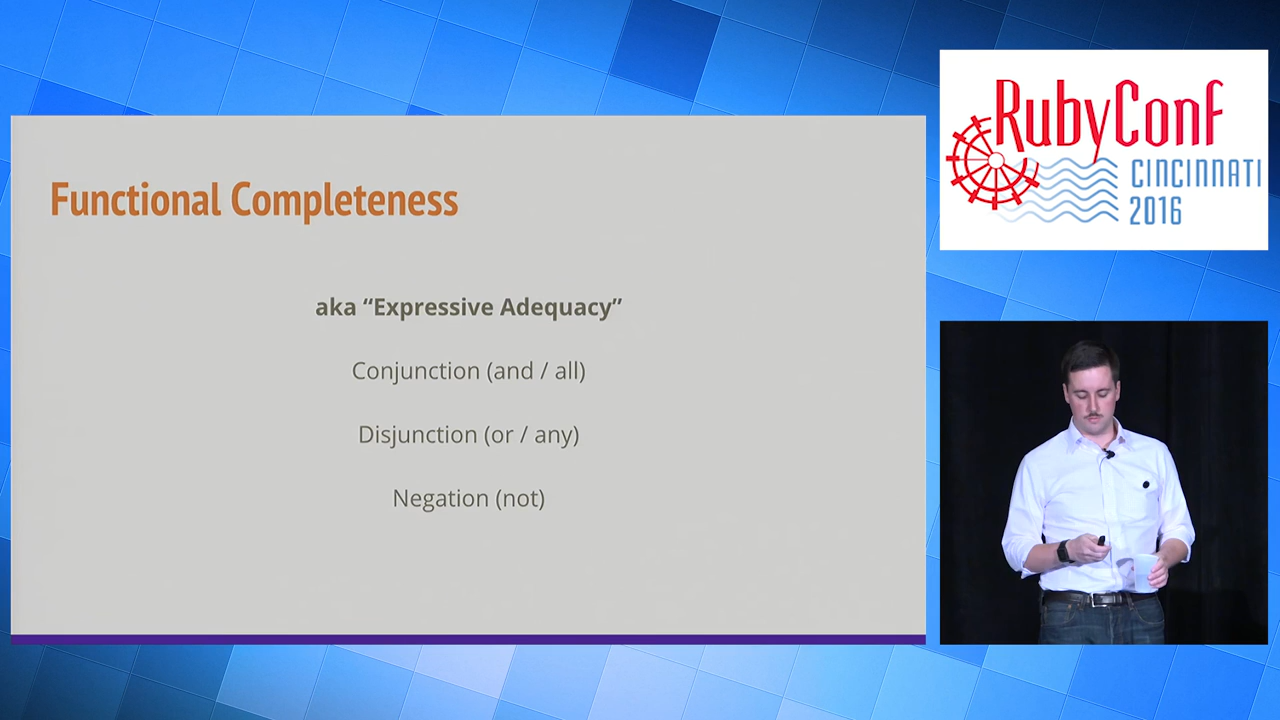 Functional Completeness
aka “Expressive Adequacy”
Conjunction (and / all)
Disjunction (or / any)
Negation (not)
RubyConf
CINCINNATI
2016